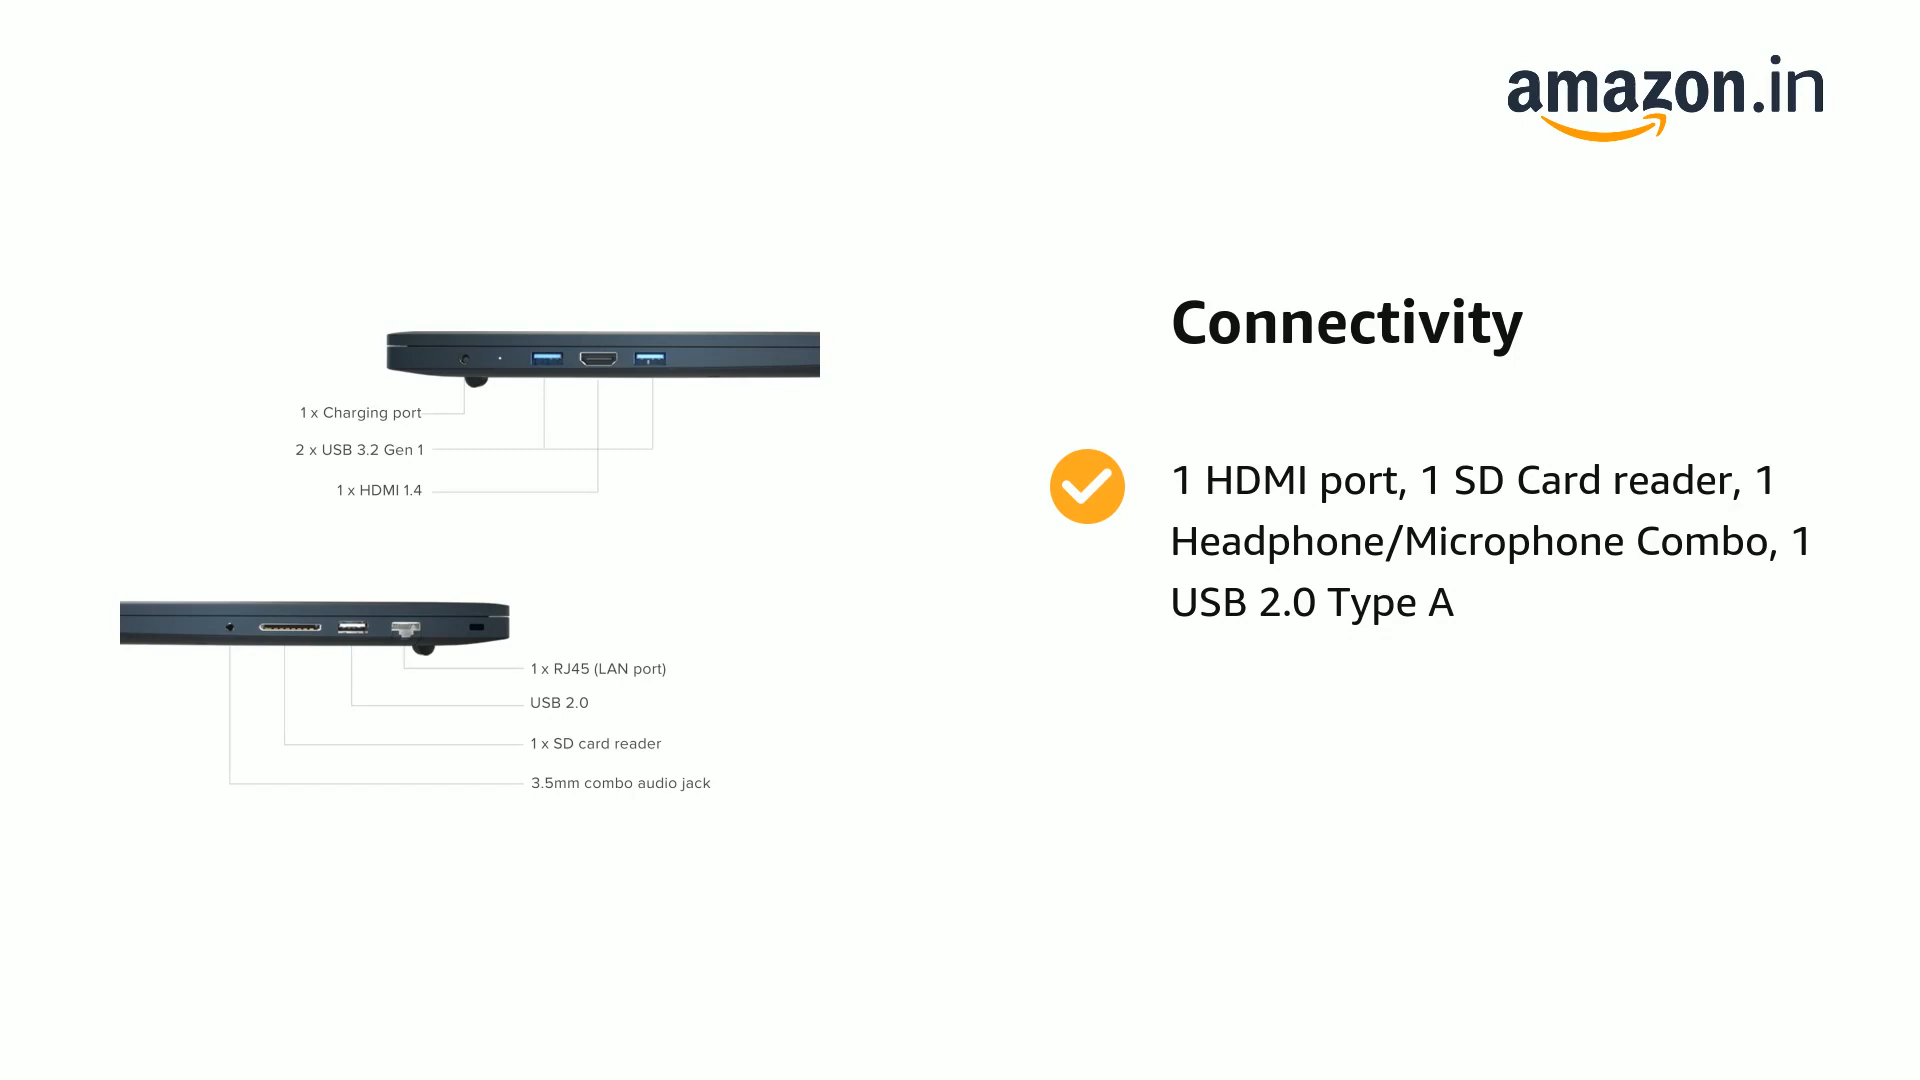 amazon.in
Connectivity
1 HDMI port, 1 SD Card reader, 1
Headphone/Microphone Combo, 1
USB 2.0 Type A
1 x Charging port
2 x USB 3.2 Gen 1
1 x HDMI 1.4
1 x RJ45 (LAN port)
USB 2.0
1 x SD card reader
3.5mm combo audio jack